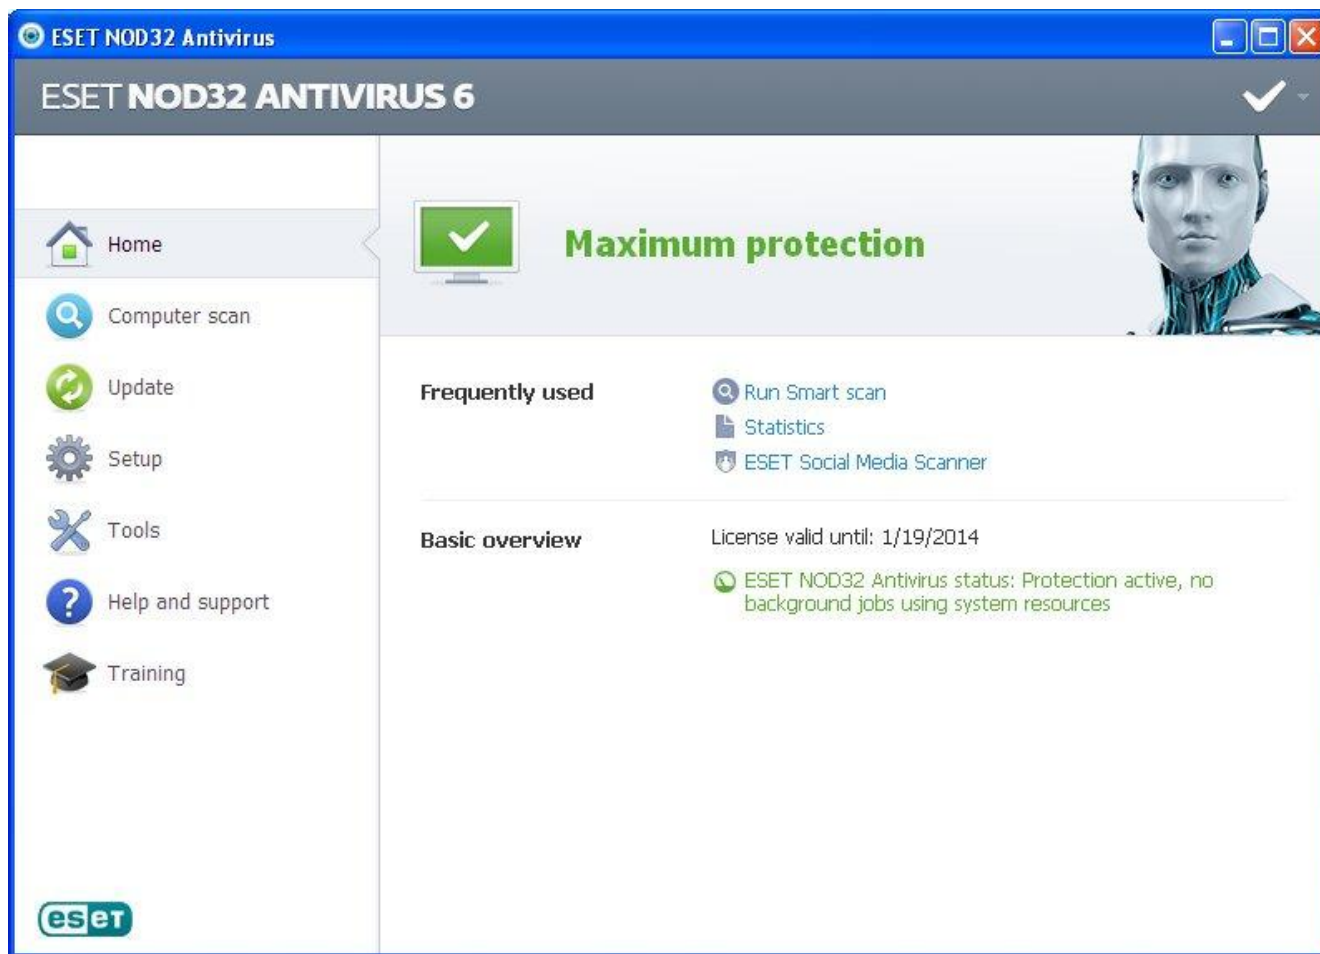 ESET NOD32 Antivirus
ESET NOD32 ANTIVIRUS 6
Home
Computer scan
Update
Setup
Tools
Help and support
Training
Maximum protection
Frequently used
Run Smart scan
Statistics
ESET Social Media Scanner
Basic overview
License valid until: 1/19/2014
ESET NOD32 Antivirus status: Protection active, no
background jobs using system resources
eseT